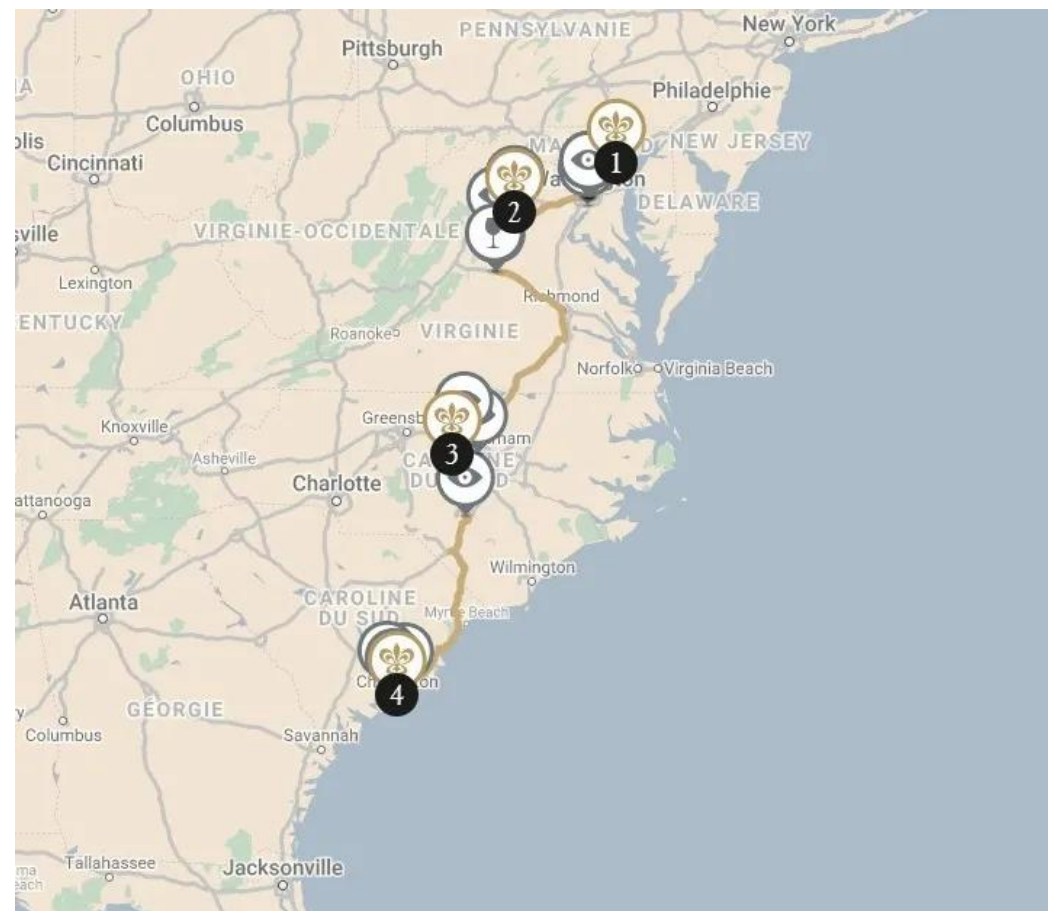 PENNSYLVANIE
New York
Pittsburgh
OHIO
Philadelphie
Columbus
NEW JERSEY
Cincinnati
1
DELAWARE
2
VIRGINIE-OCCIDENTALE
Lexington
Richmond
Roanoke
VIRGINIE
Norfolk
Virginia Beach
Knoxville
3
Asheville
Charlotte
Wilmington
Atlanta
CAROLINE
DU SUD
Myrtle Beach
4
GÉORGIE
Columbus
Savannah
Tallahassee
Jacksonville